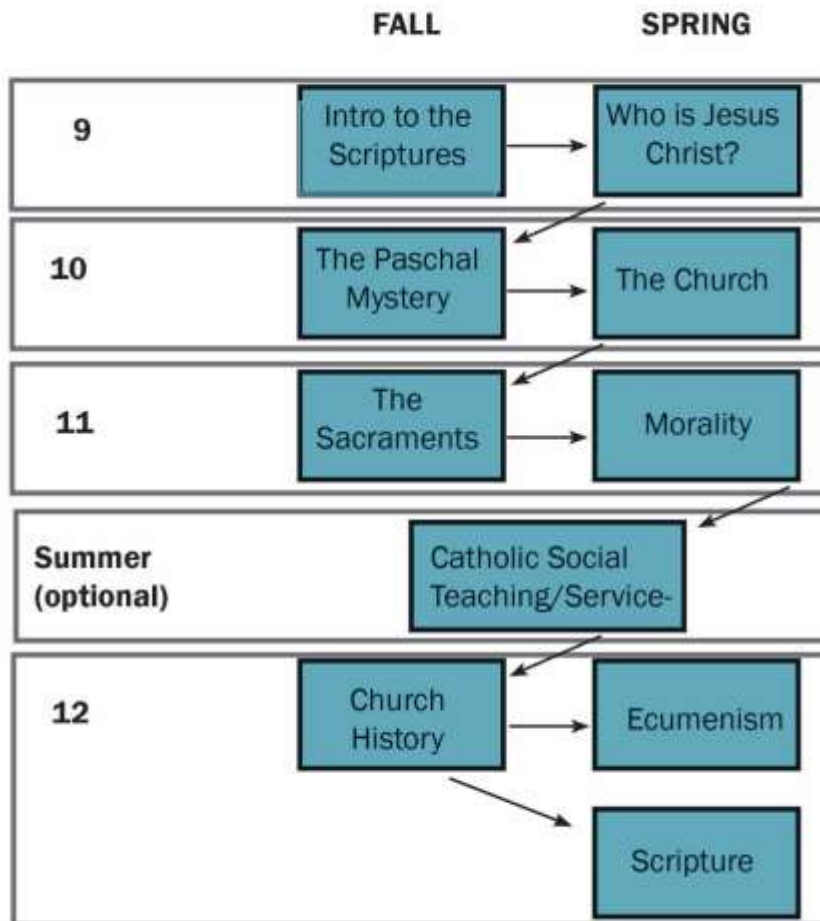 FALL SPRING
9
Intro to the
Scriptures
Who is Jesus
Christ?
10
The Paschal
Mystery
The Church
11
The
Sacraments
Morality
Summer
(optional)
Catholic Social
Teaching/Service-
12
Church
History
Ecumenism
Scripture